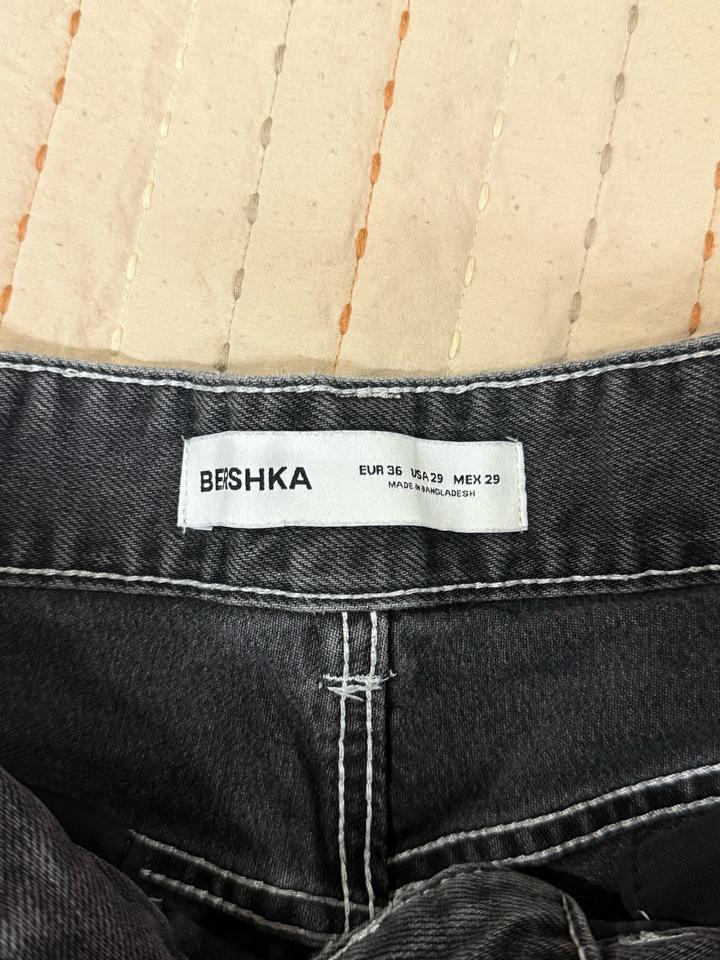 BERSHKA
EUR 36 USA 29 MEX 29
MADE IN BANGLADESH